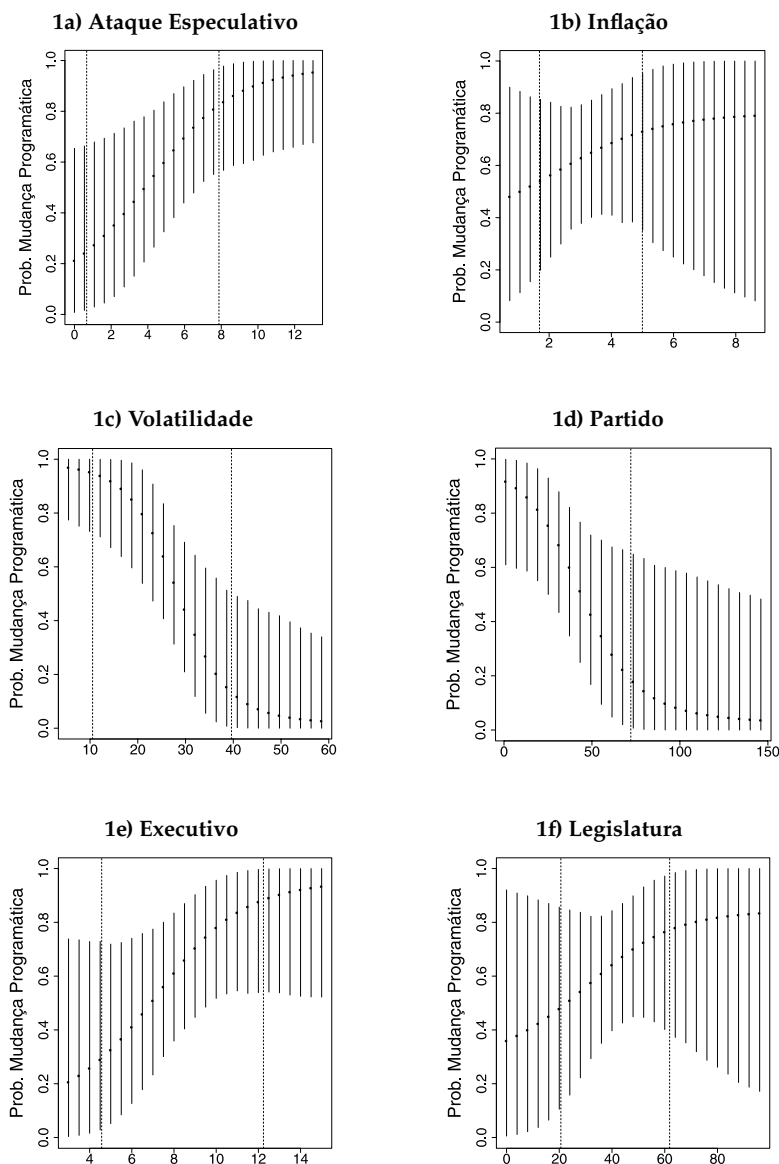 1a) Ataque Especulativo
Prob. Mudança Programática
1.0
0.8
0.6
0.4
0.2
0.0
0 2 4 6 8 10 12
1b) Inflação
Prob. Mudança Programática
1.0
0.8
0.6
0.4
0.2
0.0
2 4 6 8
1c) Volatilidade
Prob. Mudança Programática
1.0
0.8
0.6
0.4
0.2
0.0
10 20 30 40 50 60
1d) Partido
Prob. Mudança Programática
1.0
0.8
0.6
0.4
0.2
0.0
0 50 100 150
1e) Executivo
Prob. Mudança Programática
1.0
0.8
0.6
0.4
0.2
0.0
4 6 8 10 12 14
1f) Legislatura
Prob. Mudança Programática
1.0
0.8
0.6
0.4
0.2
0.0
0 20 40 60 80